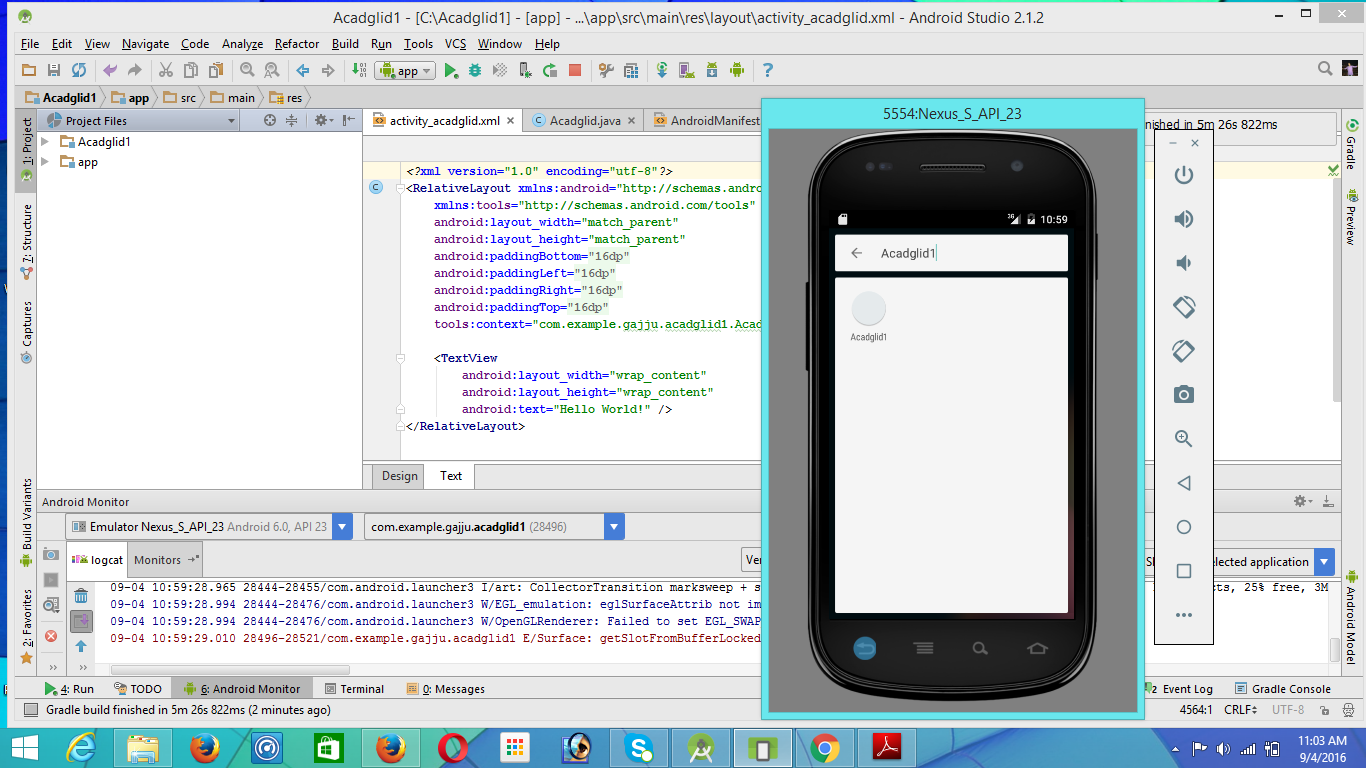 Acadglid1 - [C:\Acadglid1] - [app] - ...\app\src\main\res\layout\activity_acadglid.xml - Android Studio 2.1.2
File Edit View Navigate Code Analyze Refactor Build Run Tools VCS Window Help
app
Acadglid1 app src main res
Project Files
activity_acadglid.xml
Acadglid.java
AndroidManifest
nished in 5m 26s 822ms
1: Project
7: Structure
Captures
Build Variants
2: Favorites
Acadglid1
app
<?xml version="1.0" encoding="utf-8"?>
<RelativeLayout xmlns:android="http://schemas.andro
xmlns:tools="http://schemas.android.com/tools"
android:layout_width="match_parent"
android:layout_height="match_parent"
android:paddingBottom="16dp"
android:paddingLeft="16dp"
android:paddingRight="16dp"
android:paddingTop="16dp"
tools:context="com.example.gajju.acadglid1.Acad
<TextView
android:layout_width="wrap_content"
android:layout_height="wrap_content"
android:text="Hello World!" />
</RelativeLayout>
Design Text
5554:Nexus_S_API_23
3G 10:59
Acadglid1
Acadglid1
Gradle
Preview
Android Model
Android Monitor
Emulator Nexus_S_API_23 Android 6.0, API 23
com.example.gajju.acadglid1 (28496)
logcat Monitors
Ver
elected application
09-04 10:59:28.965 28444-28455/com.android.launcher3 I/art: CollectorTransition marksweep + s
cts, 25% free, 3M
09-04 10:59:28.994 28444-28476/com.android.launcher3 W/EGL_emulation: eglSurfaceAttrib not im
09-04 10:59:28.994 28444-28476/com.android.launcher3 W/OpenGLRenderer: Failed to set EGL_SWAP
09-04 10:59:29.010 28496-28521/com.example.gajju.acadglid1 E/Surface: getSlotFromBufferLocked
4: Run TODO 6: Android Monitor Terminal 0: Messages
2 Event Log Gradle Console
Gradle build finished in 5m 26s 822ms (2 minutes ago)
4564:1 CRLF UTF-8
11:03 AM
9/4/2016